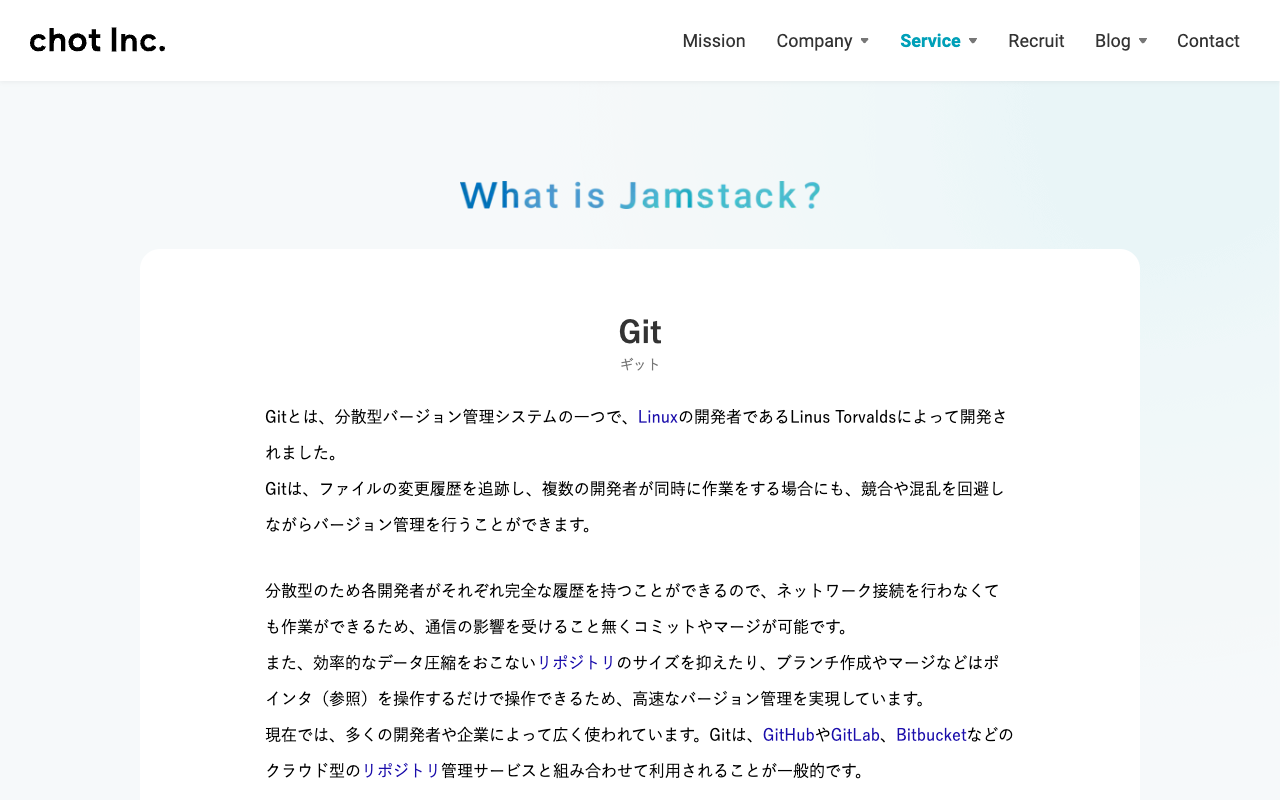 chot Inc.
Mission
Company
Service
Recruit
Blog
Contact
What is Jamstack?
Git
ギット
Gitとは、分散型バージョン管理システムの一つで、Linuxの開発者であるLinus Torvaldsによって開発さ
れました。
Gitは、ファイルの変更履歴を追跡し、複数の開発者が同時に作業をする場合にも、競合や混乱を回避し
ながらバージョン管理を行うことができます。
分散型のため各開発者がそれぞれ完全な履歴を持つことができるので、ネットワーク接続を行わなくて
も作業ができるため、通信の影響を受けること無くコミットやマージが可能です。
また、効率的なデータ圧縮をおこないリポジトリのサイズを抑えたり、ブランチ作成やマージなどはポ
インタ（参照）を操作するだけで操作できるため、高速なバージョン管理を実現しています。
現在では、多くの開発者や企業によって広く使われています。Gitは、GitHubやGitLab、Bitbucketなどの
クラウド型のリポジトリ管理サービスと組み合わせて利用されることが一般的です。